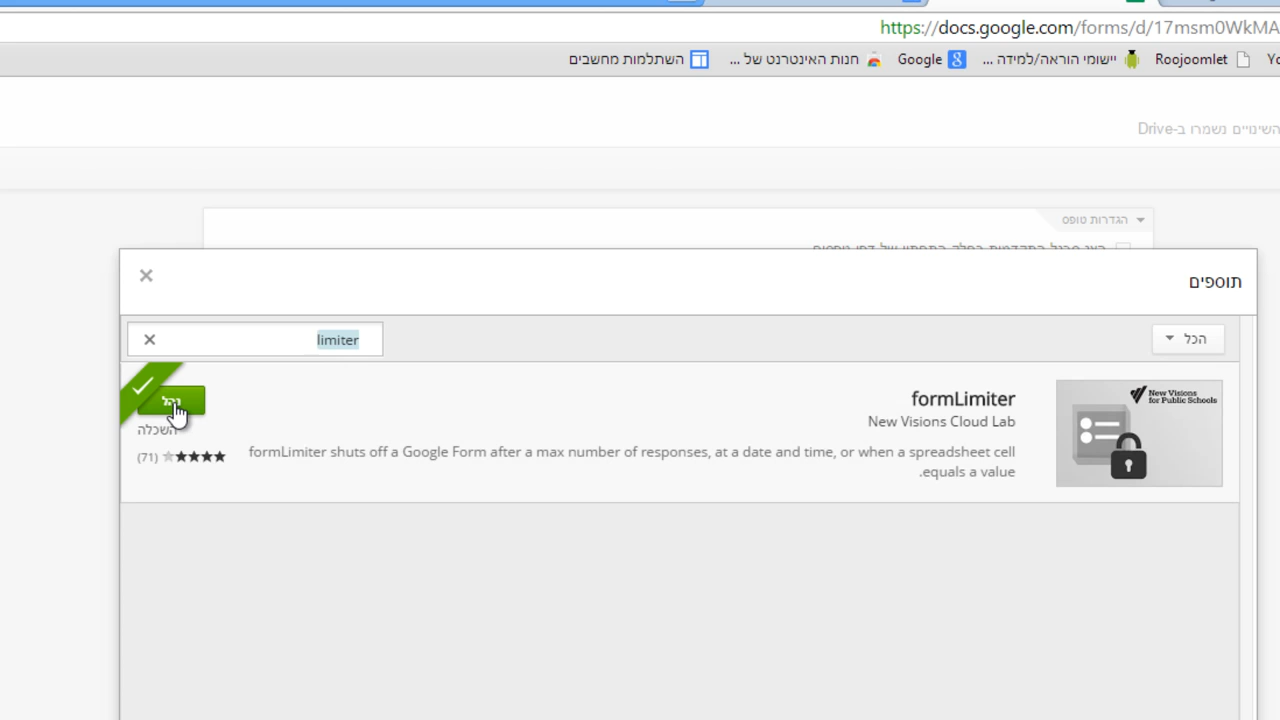 https://docs.google.com/forms/d/17msm0WkMA
Roojoomlet
יישומי הוראה/למידה ...
Google
חנות האינטרנט של ...
השתלמות מחשבים
השינויים נשמרו ב-Drive
הגדרות טופס
תוספים
הכל
limiter
formLimiter
New Visions Cloud Lab
formLimiter shuts off a Google Form after a max number of responses, at a date and time, or when a spreadsheet cell
equals a value.
New Visions
for Public Schools
נהל
השכלה
(71)